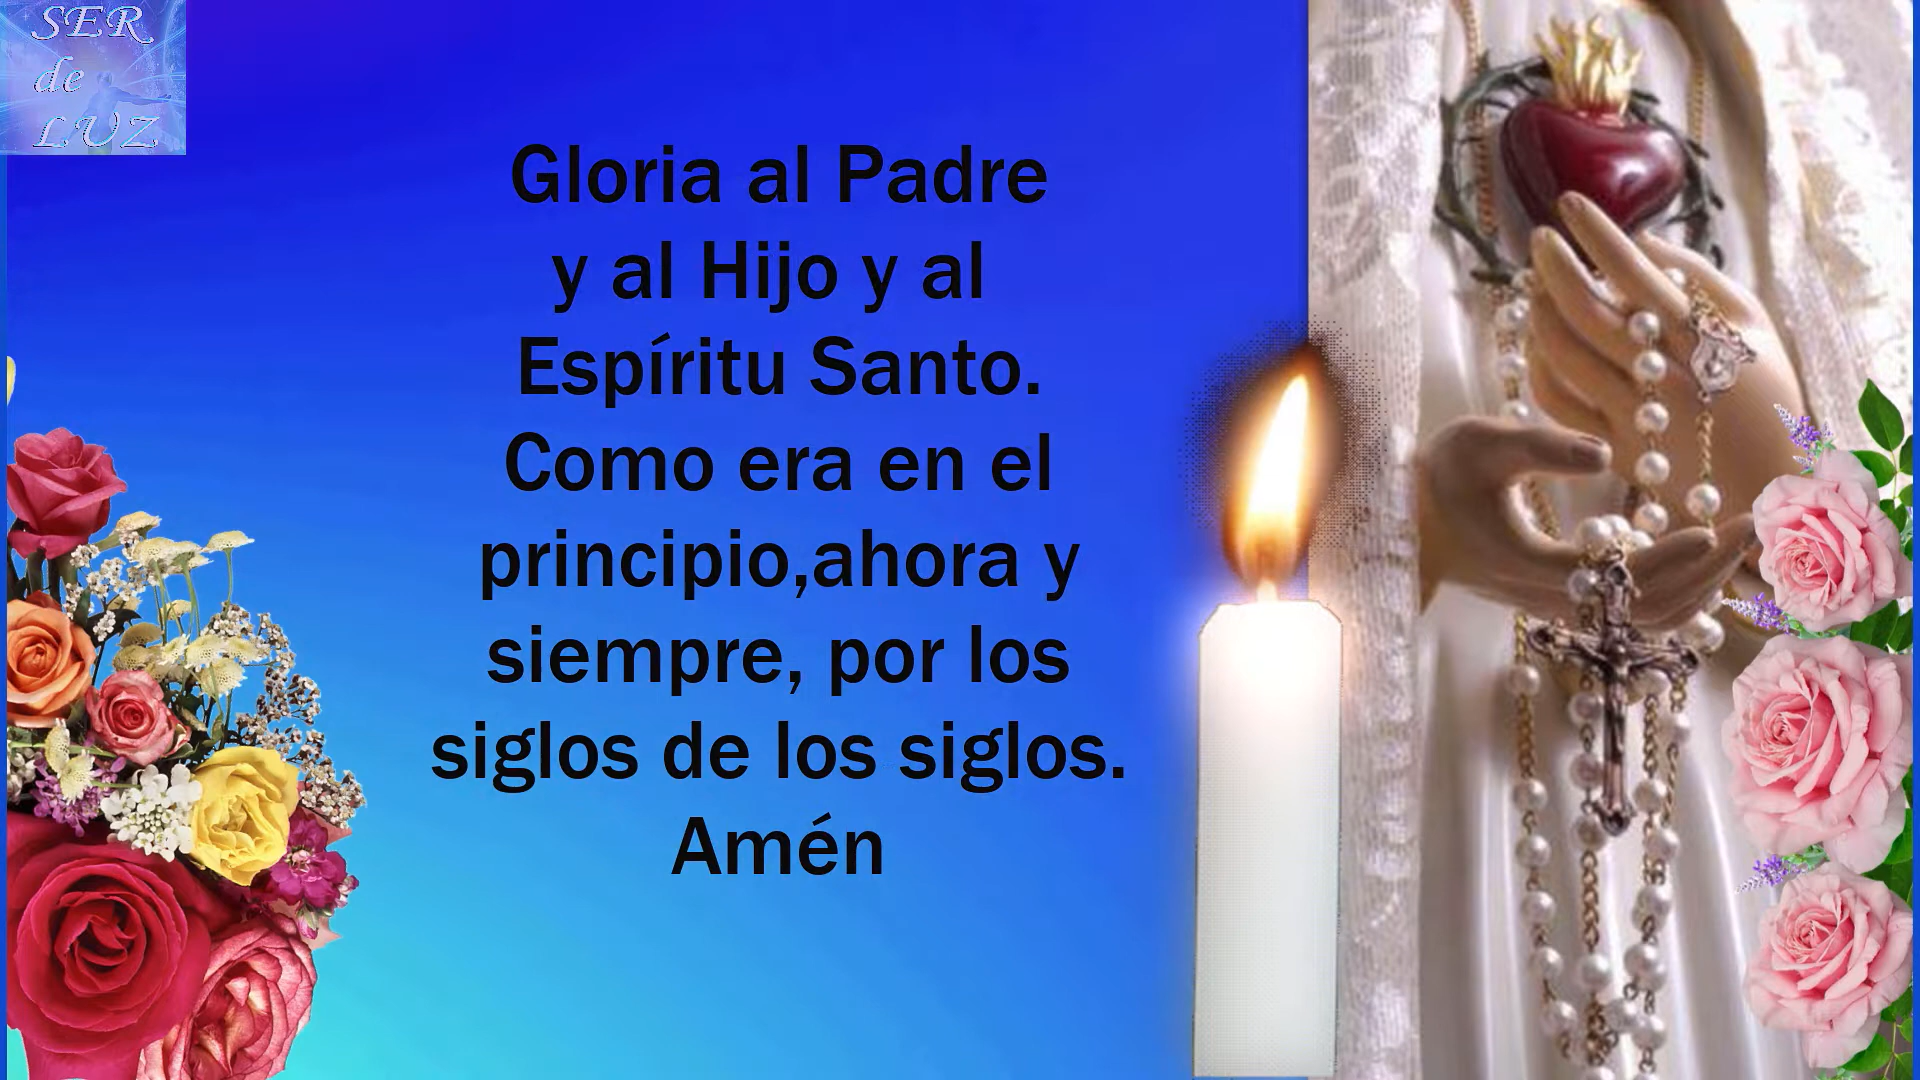 SER
de
LUZ
Gloria al Padre
y al Hijo y al
Espíritu Santo.
Como era en el
principio,ahora y
siempre, por los
siglos de los siglos.
Amén